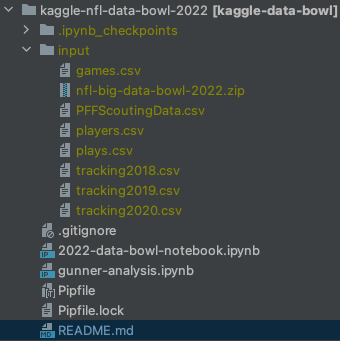 kaggle-nfl-data-bowl-2022 [kaggle-data-bowl]
.ipynb_checkpoints
input
games.csv
nfl-big-data-bowl-2022.zip
PFFScoutingData.csv
players.csv
plays.csv
tracking2018.csv
tracking2019.csv
tracking2020.csv
.gitignore
2022-data-bowl-notebook.ipynb
gunner-analysis.ipynb
Pipfile
Pipfile.lock
README.md